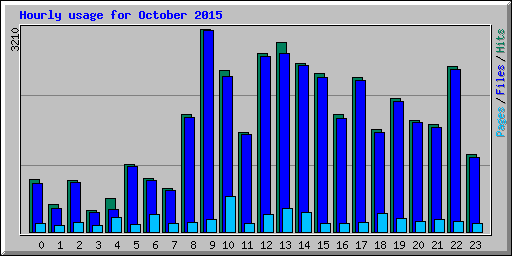 Hourly usage for October 2015
3210
Pages / Files / Hits
0 1 2 3 4 5 6 7 8 9 10 11 12 13 14 15 16 17 18 19 20 21 22 23